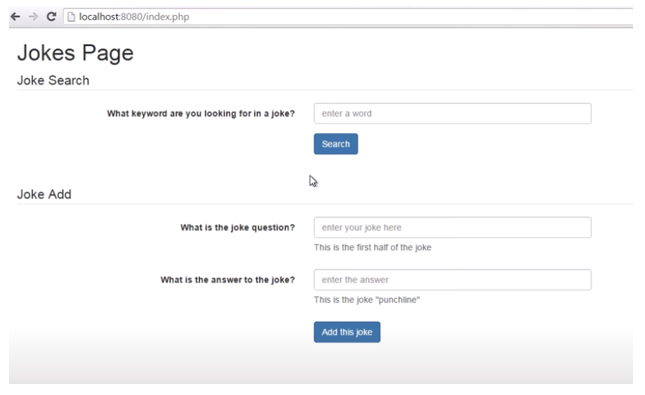 localhost:8080/index.php
Jokes Page
Joke Search
What keyword are you looking for in a joke? enter a word
Search
Joke Add
What is the joke question? enter your joke here
This is the first half of the joke
What is the answer to the joke? enter the answer
This is the joke "punchline"
Add this joke